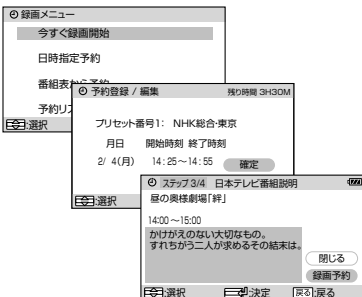 録画メニュー
今すぐ録画開始
日時指定予約
番組表から予約
予約リス
:選択
予約登録 / 編集 残り時間 3H30M
プリセット番号1: NHK総合・東京
月日 開始時刻 終了時刻
2/ 4(月) 14:25~14:55 確定
:選択
ステップ3/4 日本テレビ番組説明
昼の奥様劇場「絆」
14:00~15:00
かけがえのない大切なもの。
すれちがう二人が求めるその結末は。
閉じる
録画予約
:選択 :決定 戻る:戻る